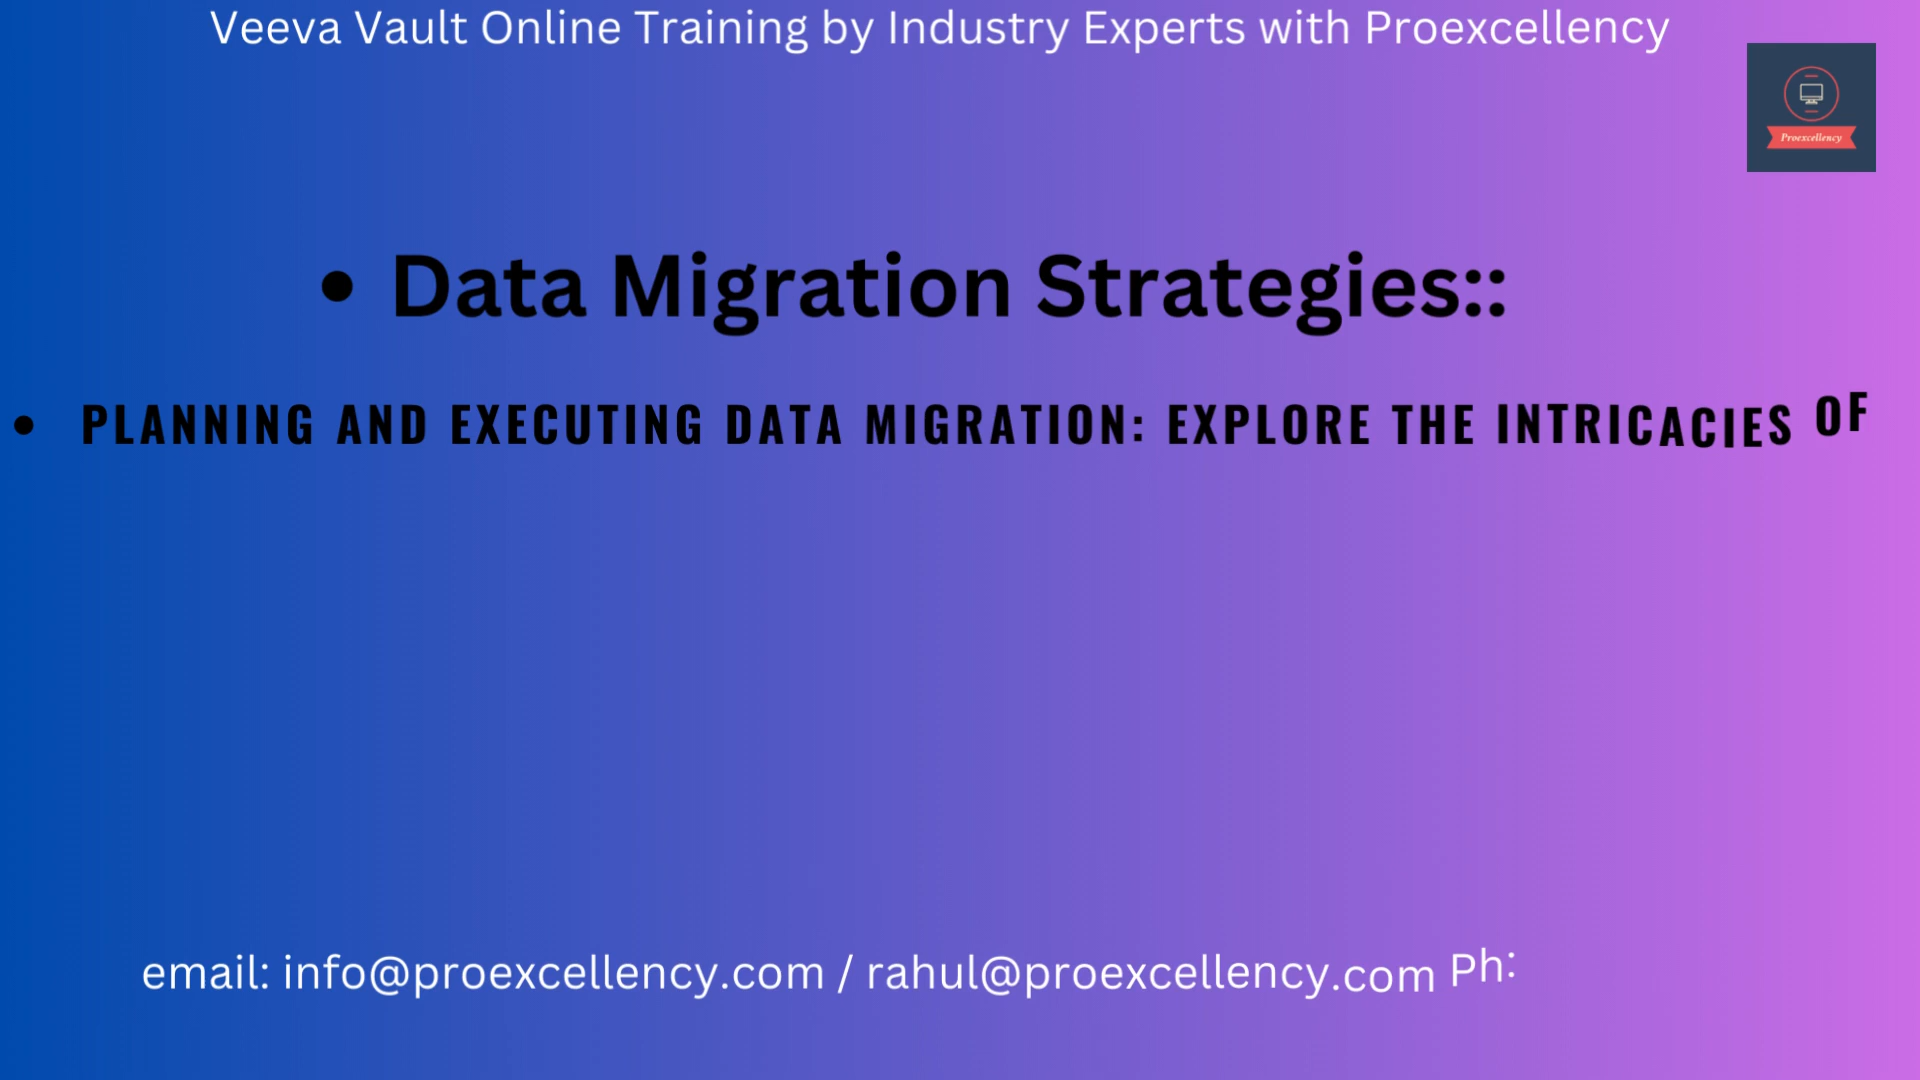 Veeva Vault Online Training by Industry Experts with Proexcellency
Proexcellency
• Data Migration Strategies::
• PLANNING AND EXECUTING DATA MIGRATION: EXPLORE THE INTRICACIES OF
email: info@proexcellency.com / rahul@proexcellency.com Ph: